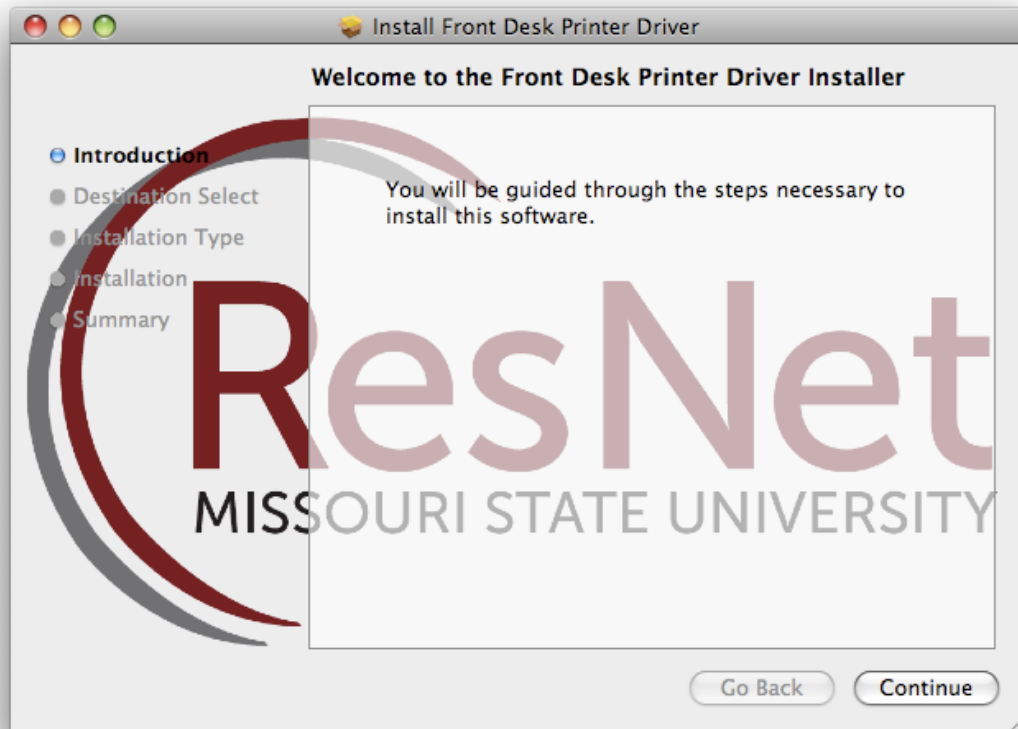 Install Front Desk Printer Driver
Welcome to the Front Desk Printer Driver Installer
Introduction
Destination Select
Installation Type
Installation
Summary
You will be guided through the steps necessary to
install this software.
ResNet
MISSOURI STATE UNIVERSITY
Go Back
Continue